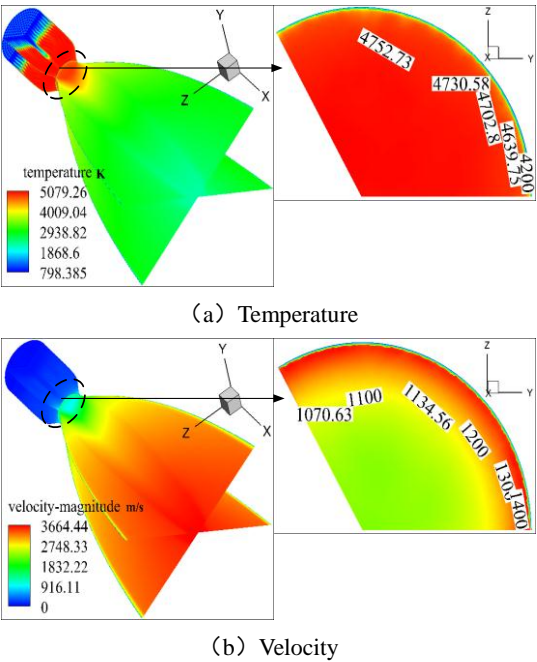 Y
Z
X
temperature K
5079.26
4009.04
2938.82
1868.6
798.385
4752.73
4730.58
4702.8
4639.75
4200
Z
X
Y
（a）Temperature
Y
Z
X
velocity-magnitude m/s
3664.44
2748.33
1832.22
916.11
0
1070.63
1100
1134.56
1200
1300
1400
Z
X
Y
（b）Velocity